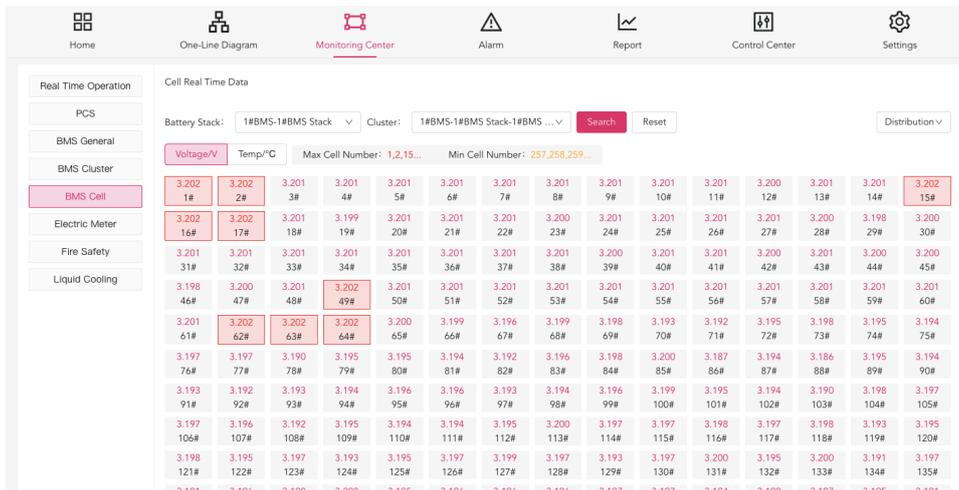 Home One-Line Diagram Monitoring Center Alarm Report Control Center Settings
Real Time Operation
PCS
BMS General
BMS Cluster
BMS Cell
Electric Meter
Fire Safety
Liquid Cooling
Cell Real Time Data
Battery Stack: 1#BMS-1#BMS Stack Cluster: 1#BMS-1#BMS Stack-1#BMS ... Search Reset Distribution
Voltage/V Temp/°C Max Cell Number: 1,2,15... Min Cell Number: 257,258,259...
3.202 3.202 3.201 3.201 3.201 3.201 3.201 3.201 3.201 3.201 3.201 3.200 3.201 3.201 3.202
1# 2# 3# 4# 5# 6# 7# 8# 9# 10# 11# 12# 13# 14# 15#
3.202 3.202 3.201 3.199 3.201 3.201 3.201 3.200 3.201 3.201 3.201 3.201 3.200 3.198 3.200
16# 17# 18# 19# 20# 21# 22# 23# 24# 25# 26# 27# 28# 29# 30#
3.201 3.201 3.201 3.201 3.201 3.201 3.201 3.201 3.200 3.201 3.201 3.200 3.201 3.200 3.200
31# 32# 33# 34# 35# 36# 37# 38# 39# 40# 41# 42# 43# 44# 45#
3.198 3.200 3.201 3.202 3.201 3.201 3.201 3.201 3.201 3.201 3.201 3.201 3.201 3.201 3.201
46# 47# 48# 49# 50# 51# 52# 53# 54# 55# 56# 57# 58# 59# 60#
3.201 3.202 3.202 3.202 3.200 3.199 3.196 3.199 3.198 3.193 3.192 3.195 3.198 3.195 3.194
61# 62# 63# 64# 65# 66# 67# 68# 69# 70# 71# 72# 73# 74# 75#
3.197 3.197 3.190 3.195 3.195 3.194 3.192 3.196 3.198 3.200 3.187 3.194 3.186 3.195 3.194
76# 77# 78# 79# 80# 81# 82# 83# 84# 85# 86# 87# 88# 89# 90#
3.193 3.192 3.193 3.194 3.196 3.196 3.193 3.194 3.196 3.199 3.195 3.194 3.190 3.198 3.197
91# 92# 93# 94# 95# 96# 97# 98# 99# 100# 101# 102# 103# 104# 105#
3.197 3.196 3.192 3.195 3.194 3.194 3.195 3.200 3.197 3.197 3.198 3.197 3.198 3.193 3.195
106# 107# 108# 109# 110# 111# 112# 113# 114# 115# 116# 117# 118# 119# 120#
3.198 3.195 3.197 3.193 3.195 3.197 3.199 3.197 3.193 3.197 3.200 3.195 3.200 3.191 3.197
121# 122# 123# 124# 125# 126# 127# 128# 129# 130# 131# 132# 133# 134# 135#